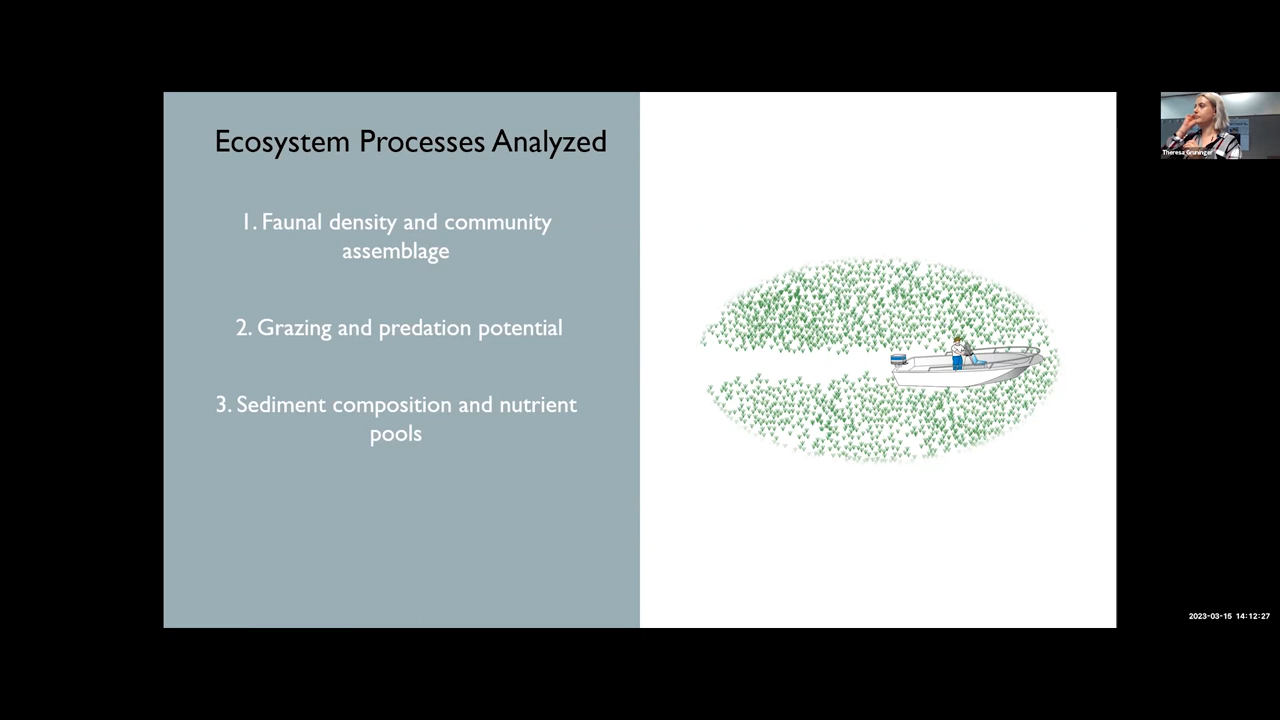 Ecosystem Processes Analyzed
1. Faunal density and community
assemblage
2. Grazing and predation potential
3. Sediment composition and nutrient
pools
Theresa Gruninger
2023-03-15 14:12:27